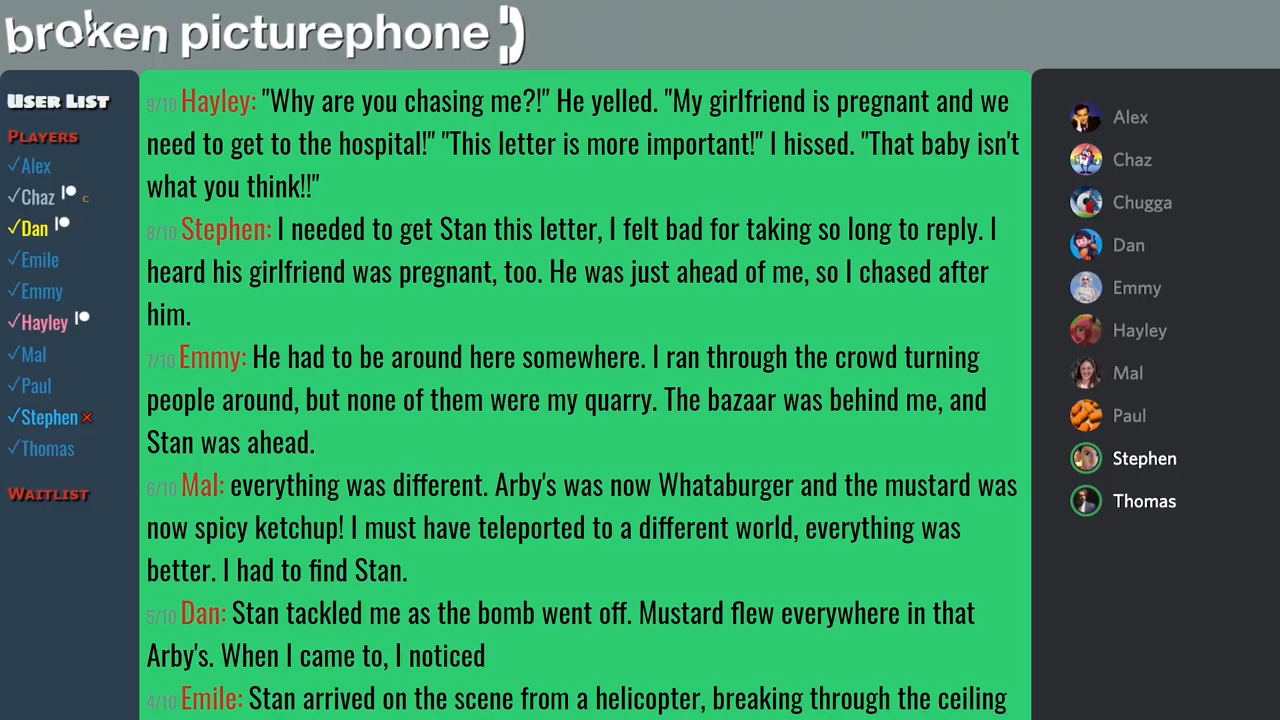 broken picturephone
USER LIST
PLAYERS
✓Alex
✓Chaz c
✓Dan
✓Emile
✓Emmy
✓Hayley
✓Mal
✓Paul
✓Stephen ✕
✓Thomas
WAITLIST
9/10 Hayley: "Why are you chasing me?!" He yelled. "My girlfriend is pregnant and we
need to get to the hospital!" "This letter is more important!" I hissed. "That baby isn't
what you think!!"
8/10 Stephen: I needed to get Stan this letter, I felt bad for taking so long to reply. I
heard his girlfriend was pregnant, too. He was just ahead of me, so I chased after
him.
7/10 Emmy: He had to be around here somewhere. I ran through the crowd turning
people around, but none of them were my quarry. The bazaar was behind me, and
Stan was ahead.
6/10 Mal: everything was different. Arby's was now Whataburger and the mustard was
now spicy ketchup! I must have teleported to a different world, everything was
better. I had to find Stan.
5/10 Dan: Stan tackled me as the bomb went off. Mustard flew everywhere in that
Arby's. When I came to, I noticed
4/10 Emile: Stan arrived on the scene from a helicopter, breaking through the ceiling
Alex
Chaz
Chugga
Dan
Emmy
Hayley
Mal
Paul
Stephen
Thomas